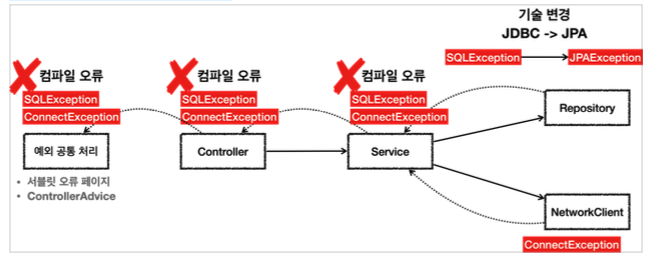 기술 변경
JDBC -> JPA
SQLException
JPAException
컴파일 오류
SQLException
ConnectException
컴파일 오류
SQLException
ConnectException
컴파일 오류
SQLException
ConnectException
예외 공통 처리
Controller
Service
Repository
NetworkClient
ConnectException
• 서블릿 오류 페이지
• ControllerAdvice